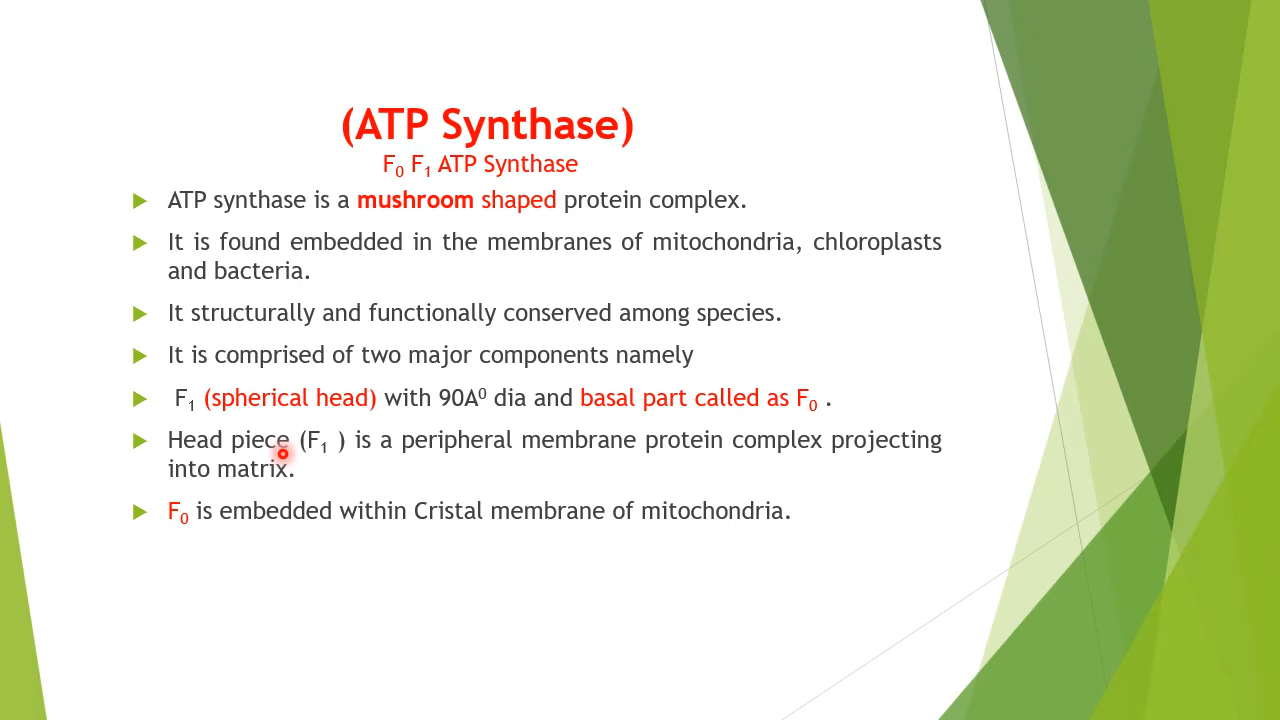 (ATP Synthase)
F₀ F₁ ATP Synthase
ATP synthase is a mushroom shaped protein complex.
It is found embedded in the membranes of mitochondria, chloroplasts
and bacteria.
It structurally and functionally conserved among species.
It is comprised of two major components namely
F₁ (spherical head) with 90A⁰ dia and basal part called as F₀ .
Head piece (F₁ ) is a peripheral membrane protein complex projecting
into matrix.
F₀ is embedded within Cristal membrane of mitochondria.